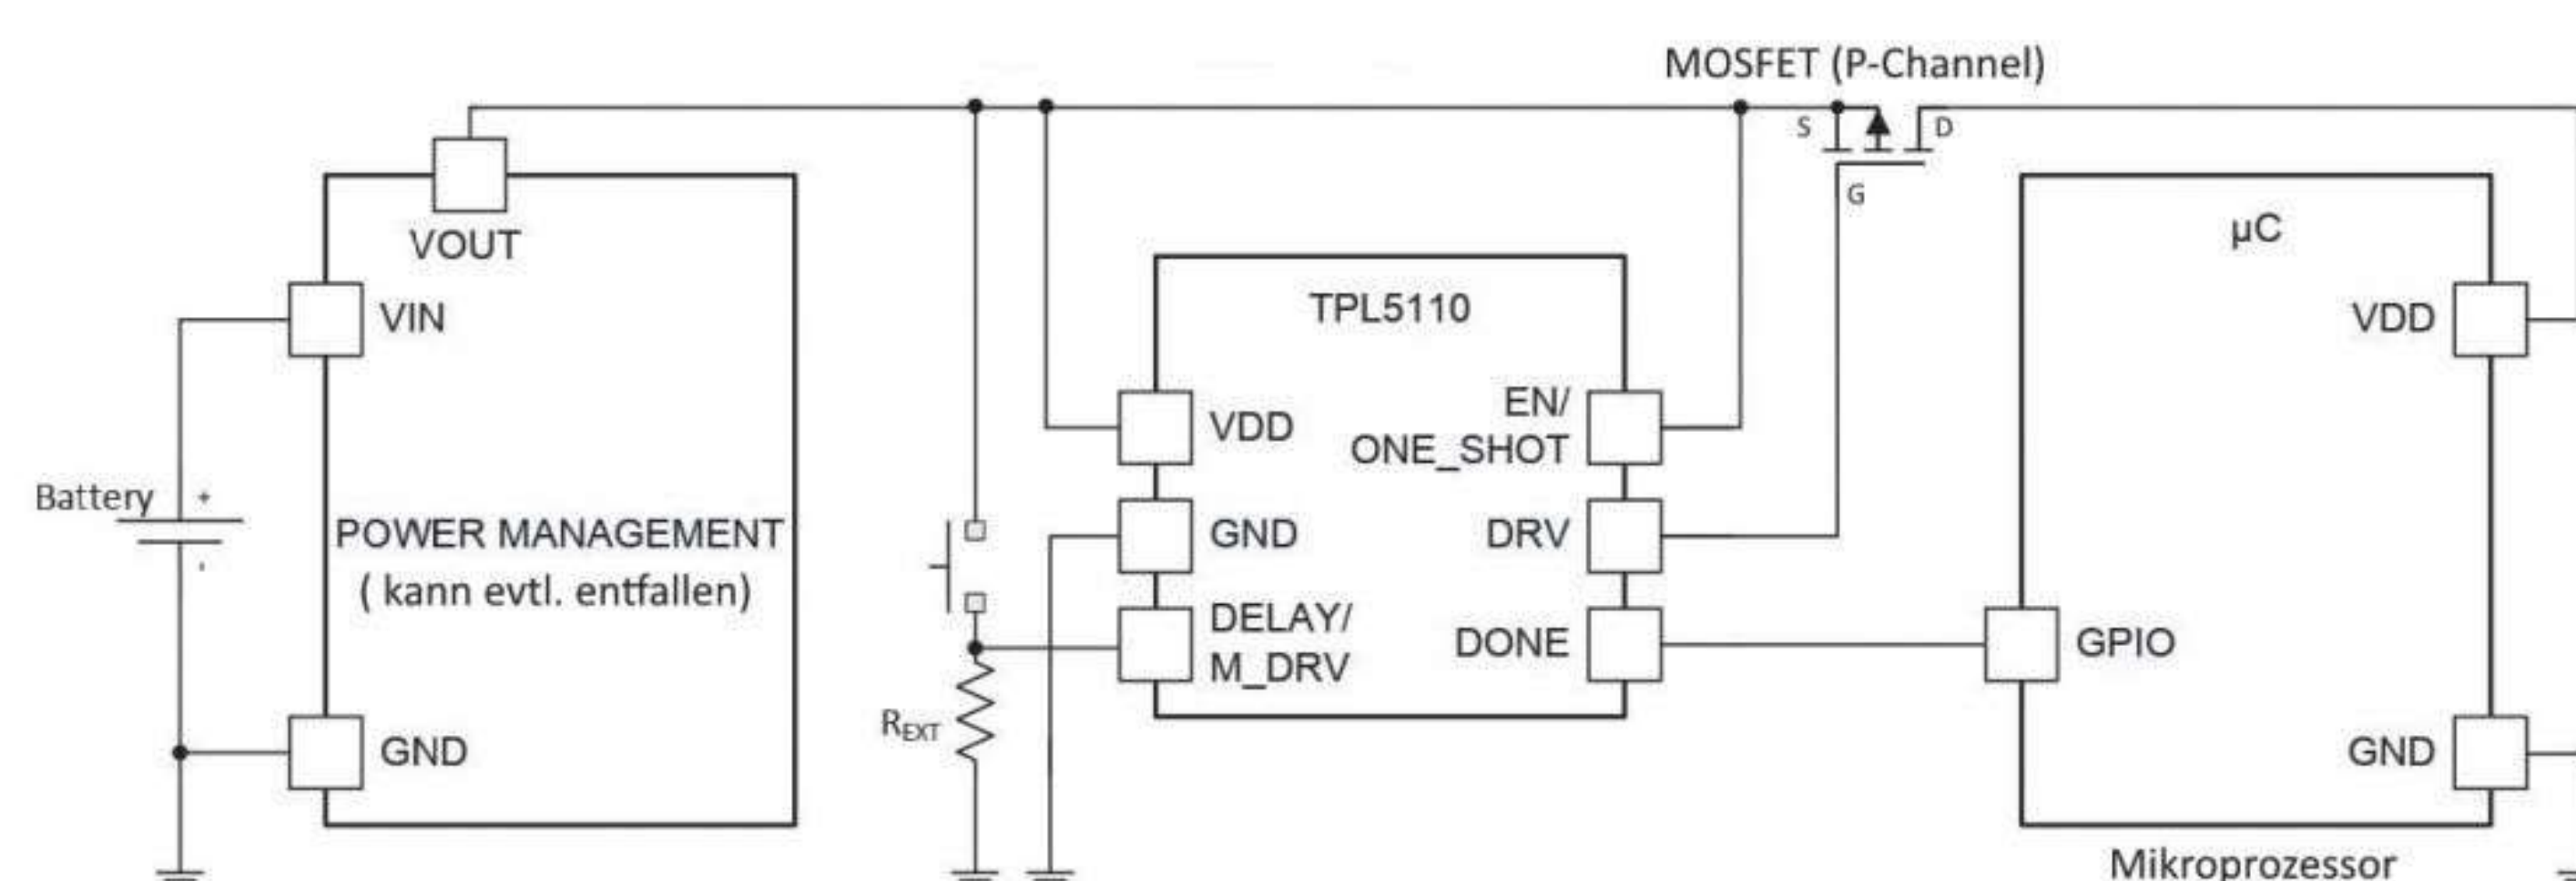 MOSFET (P-Channel)
S
D
G
VOUT
VIN
Battery
+
-
POWER MANAGEMENT
( kann evtl. entfallen)
GND
REXT
TPL5110
VDD
GND
DELAY/
M_DRV
EN/
ONE_SHOT
DRV
DONE
µC
VDD
GPIO
GND
Mikroprozessor